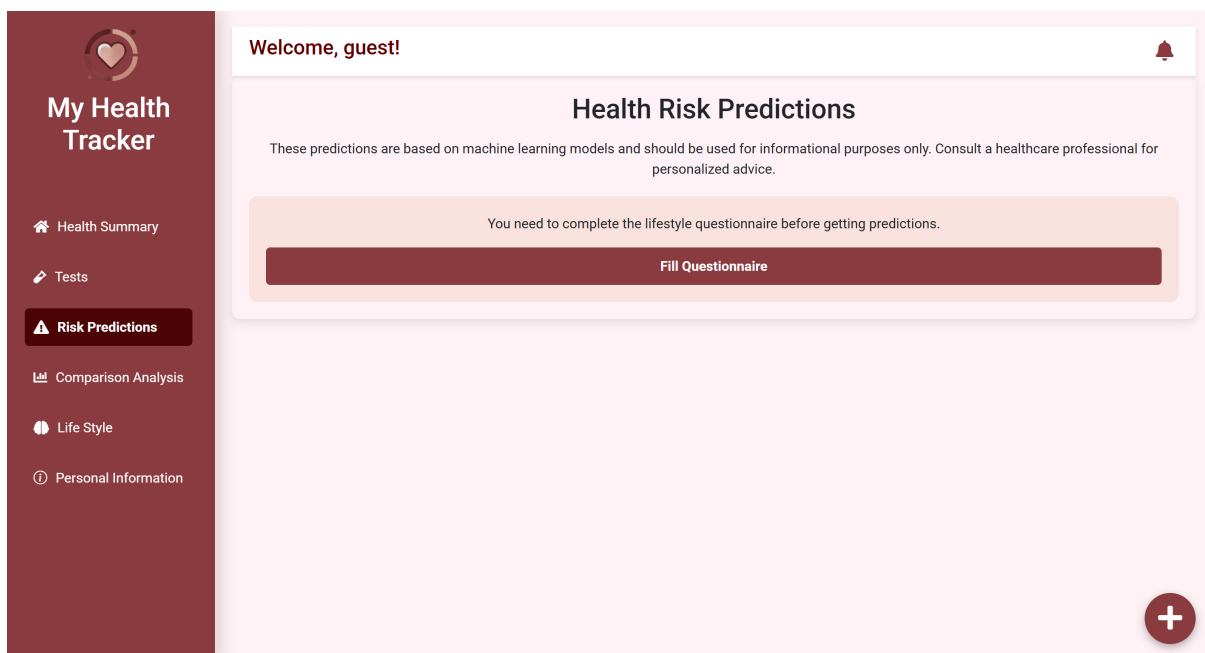 My Health
Tracker
Health Summary
Tests
Risk Predictions
Comparison Analysis
Life Style
Personal Information
Welcome, guest!
Health Risk Predictions
These predictions are based on machine learning models and should be used for informational purposes only. Consult a healthcare professional for
personalized advice.
You need to complete the lifestyle questionnaire before getting predictions.
Fill Questionnaire